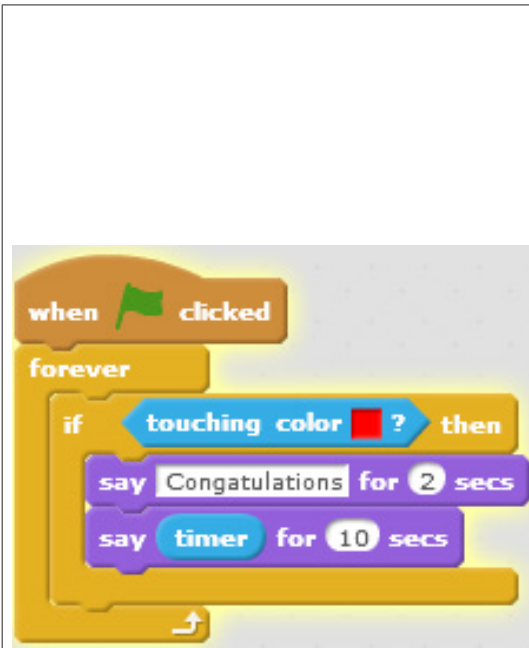 when clicked
forever
if touching color ? then
say Congatulations for 2 secs
say timer for 10 secs